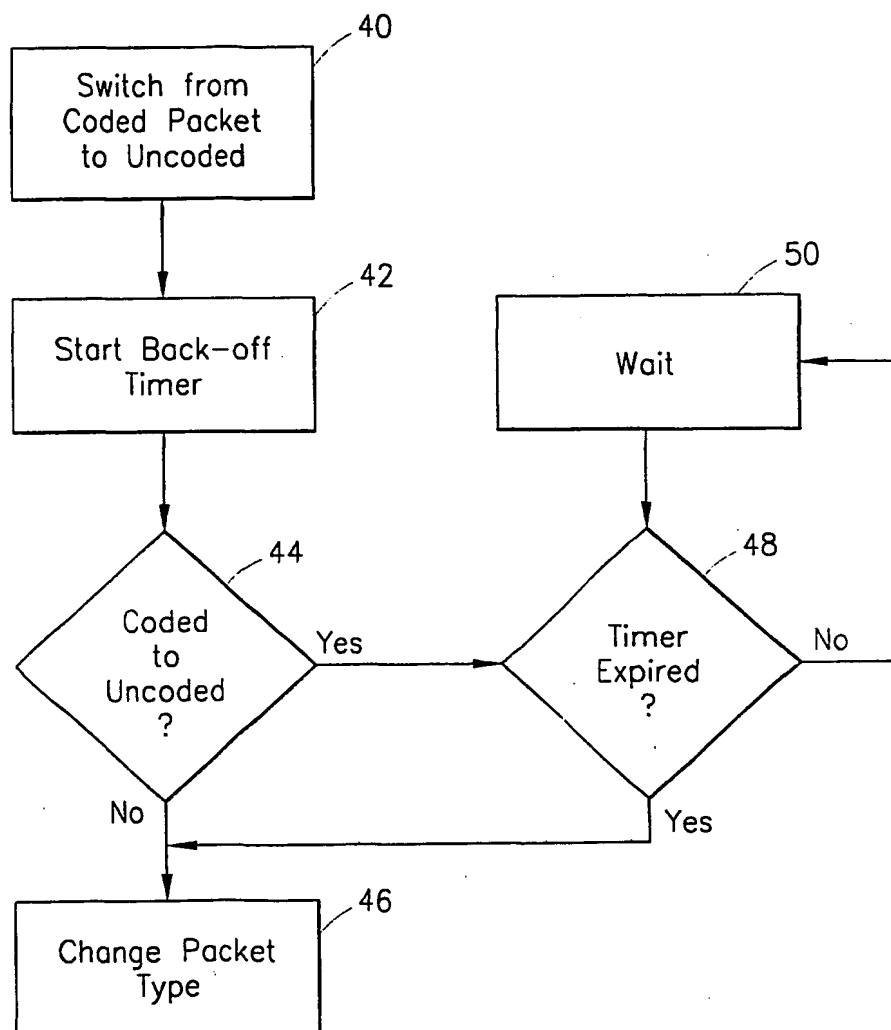 40
Switch from
Coded Packet
to Uncoded
42
Start Back-off
Timer
50
Wait
44
Coded
to
Uncoded
?
Yes
No
48
Timer
Expired
?
No
Yes
46
Change Packet
Type